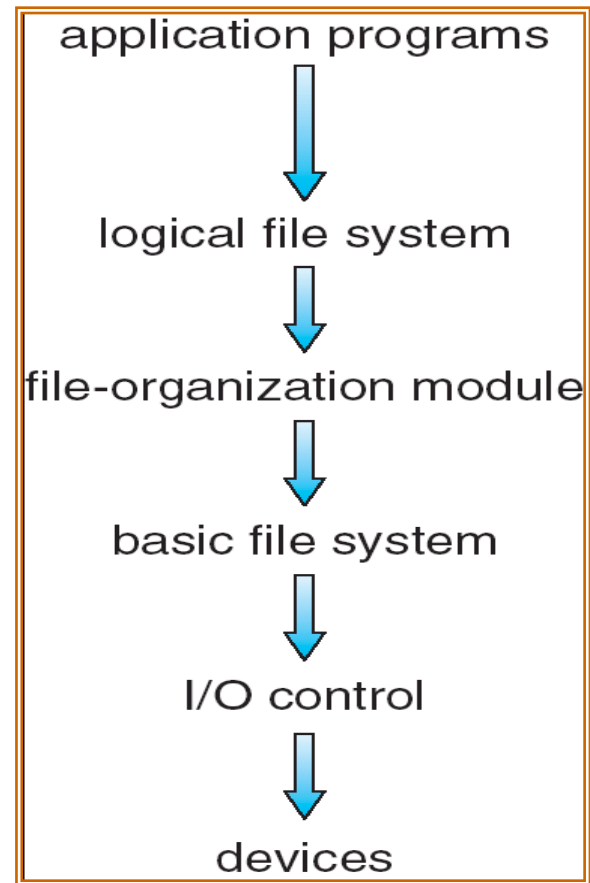 application programs
logical file system
file-organization module
basic file system
I/O control
devices